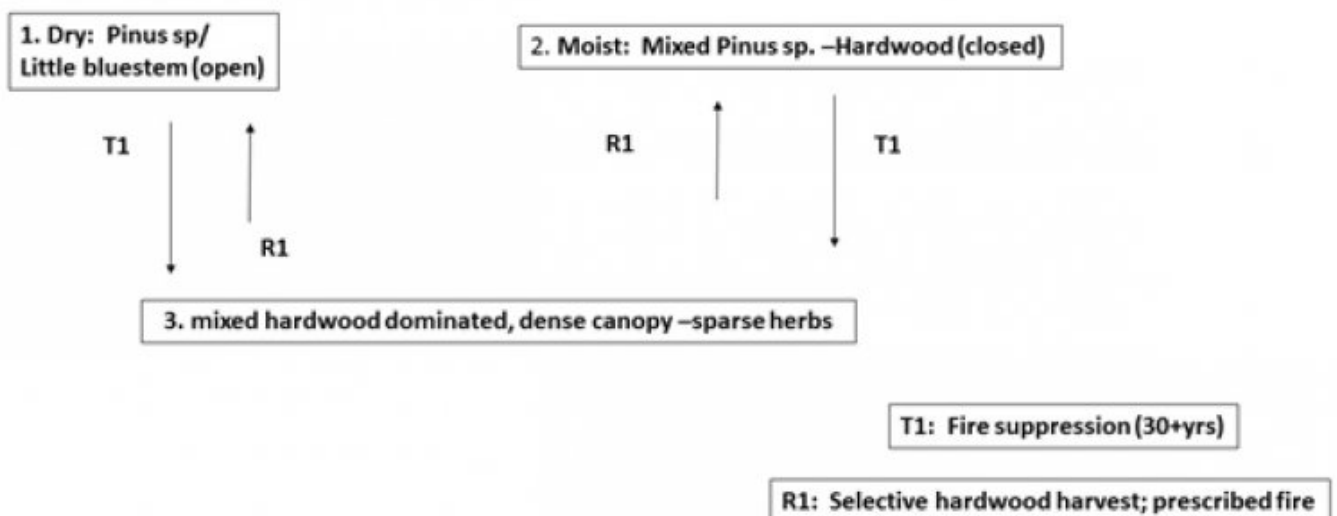 1. Dry: Pinus sp/
Little bluestem (open)
2. Moist: Mixed Pinus sp. –Hardwood (closed)
T1
R1
R1
T1
3. mixed hardwood dominated, dense canopy –sparse herbs
T1: Fire suppression (30+yrs)
R1: Selective hardwood harvest; prescribed fire